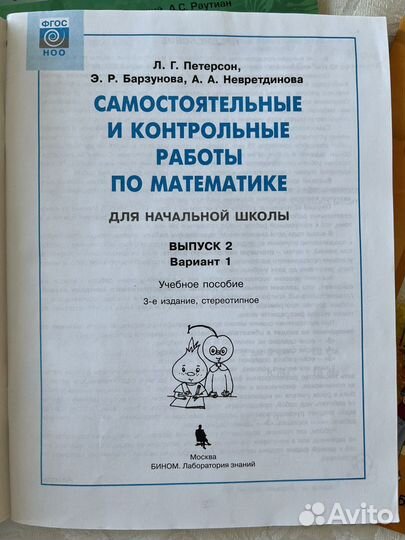 А.С. Раутиан
ФГОС
НОО
Л. Г. Петерсон,
Э. Р. Барзунова, А. А. Невретдинова
САМОСТОЯТЕЛЬНЫЕ
И КОНТРОЛЬНЫЕ
РАБОТЫ
ПО МАТЕМАТИКЕ
ДЛЯ НАЧАЛЬНОЙ ШКОЛЫ
ВЫПУСК 2
Вариант 1
Учебное пособие
3-е издание, стереотипное
Москва
БИНОМ. Лаборатория знаний
Avito